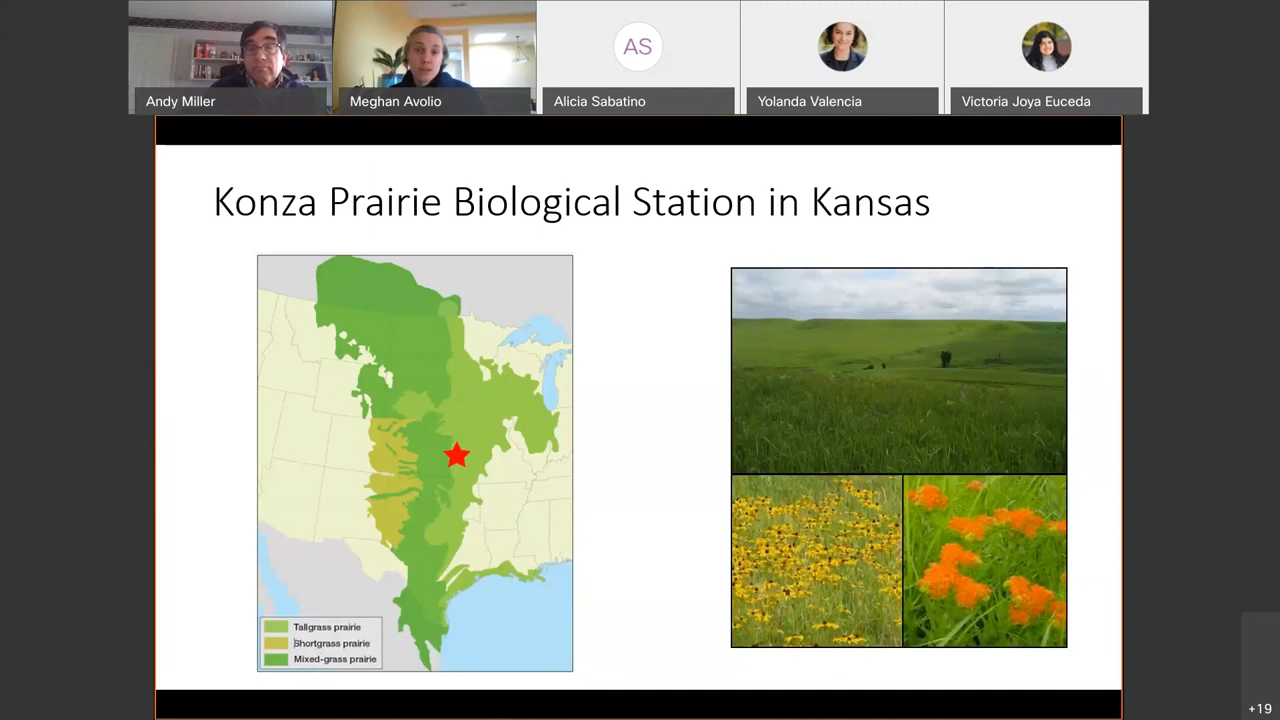 Andy Miller
Meghan Avolio
AS
Alicia Sabatino
Yolanda Valencia
Victoria Joya Euceda
Konza Prairie Biological Station in Kansas
Tallgrass prairie
Shortgrass prairie
Mixed-grass prairie
+19